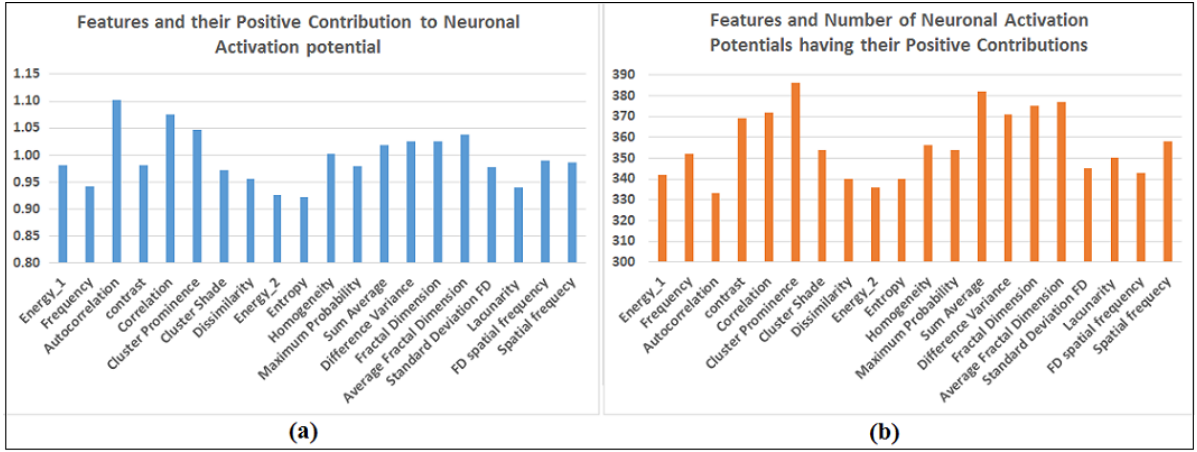 Features and their Positive Contribution to Neuronal
Activation potential
1.15
1.10
1.05
1.00
0.95
0.90
0.85
0.80
Energy_1
Frequency
Autocorrelation
contrast
Correlation
Cluster Prominence
Cluster Shade
Dissimilarity
Energy_2
Entropy
Homogeneity
Maximum Probability
Sum Average
Difference Variance
Fractal Dimension
Average Fractal Dimension
Standard Deviation FD
Lacunarity
FD spatial frequency
Spatial frequecy
(a)
Features and Number of Neuronal Activation
Potentials having their Positive Contributions
390
380
370
360
350
340
330
320
310
300
Energy_1
Frequency
Autocorrelation
contrast
Correlation
Cluster Prominence
Cluster Shade
Dissimilarity
Energy_2
Entropy
Homogeneity
Maximum Probability
Sum Average
Difference Variance
Fractal Dimension
Average Fractal Dimension
Standard Deviation FD
Lacunarity
FD spatial frequency
Spatial frequecy
(b)